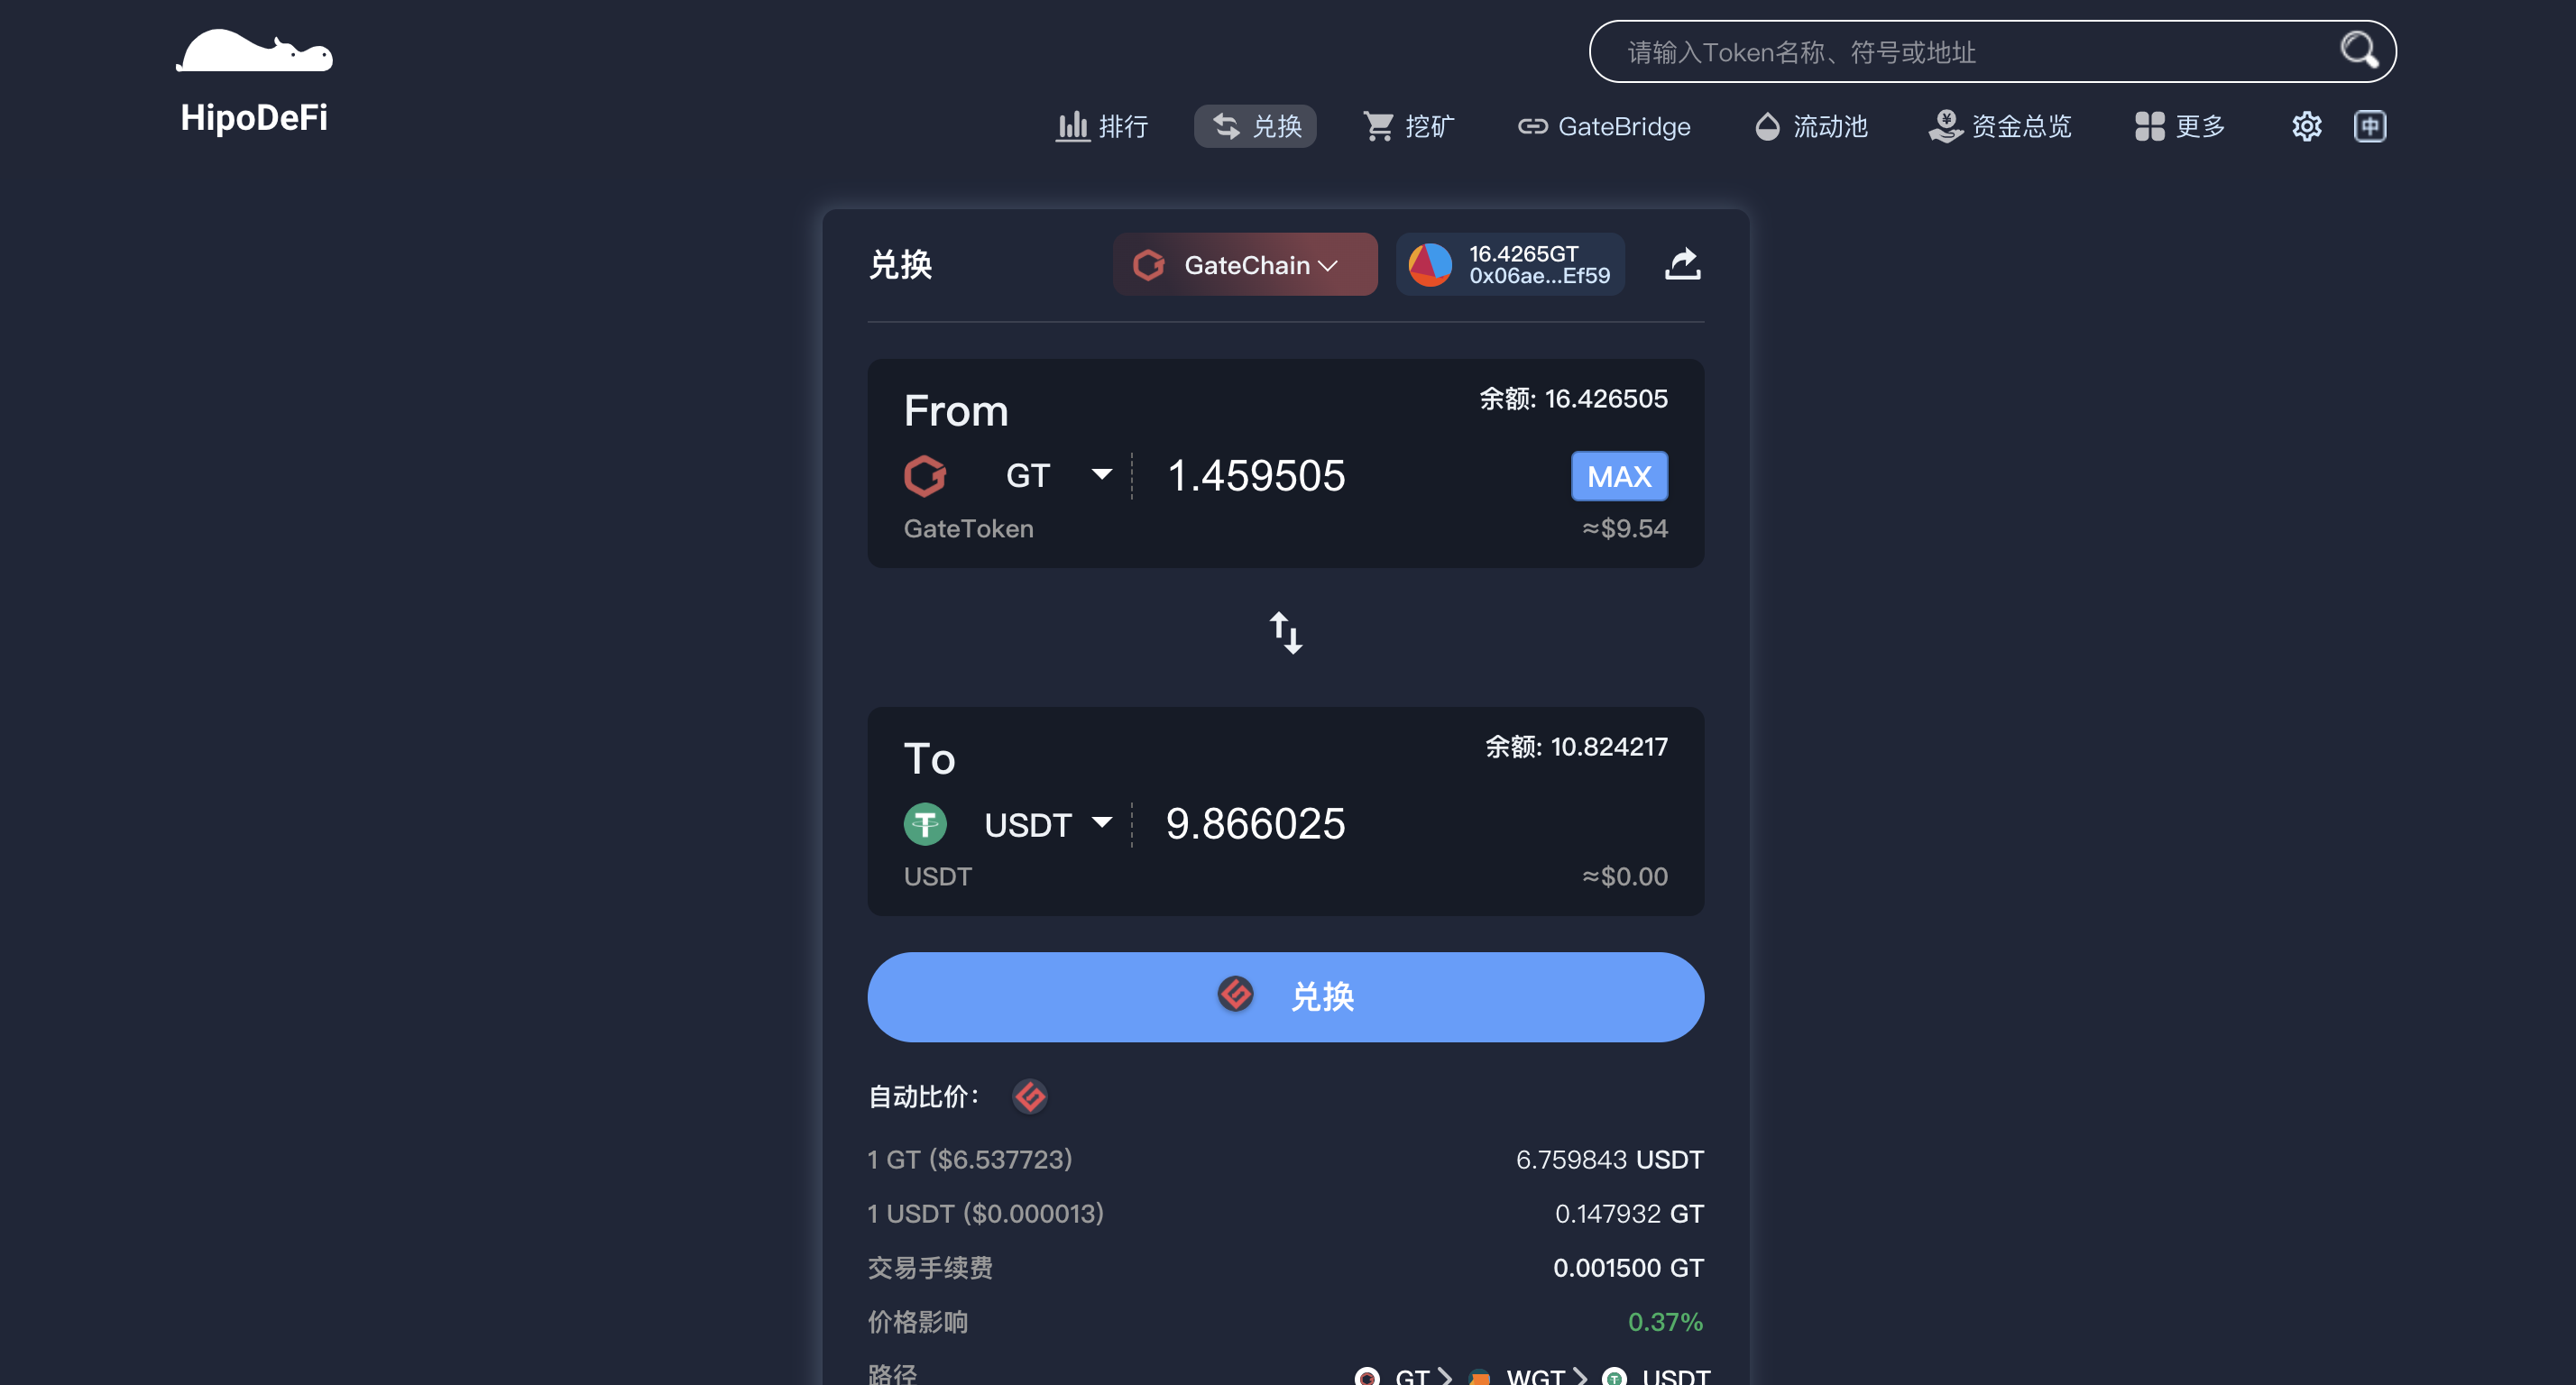 HipoDeFi
请输入Token名称、符号或地址
排行 兑换 挖矿 GateBridge 流动池 资金总览 更多 中
兑换 GateChain 16.4265GT
0x06ae...Ef59
From 余额: 16.426505
GT 1.459505 MAX
GateToken ≈$9.54
To 余额: 10.824217
USDT 9.866025
USDT ≈$0.00
兑换
自动比价：
1 GT ($6.537723) 6.759843 USDT
1 USDT ($0.000013) 0.147932 GT
交易手续费 0.001500 GT
价格影响 0.37%
路径 GT WGT USDT